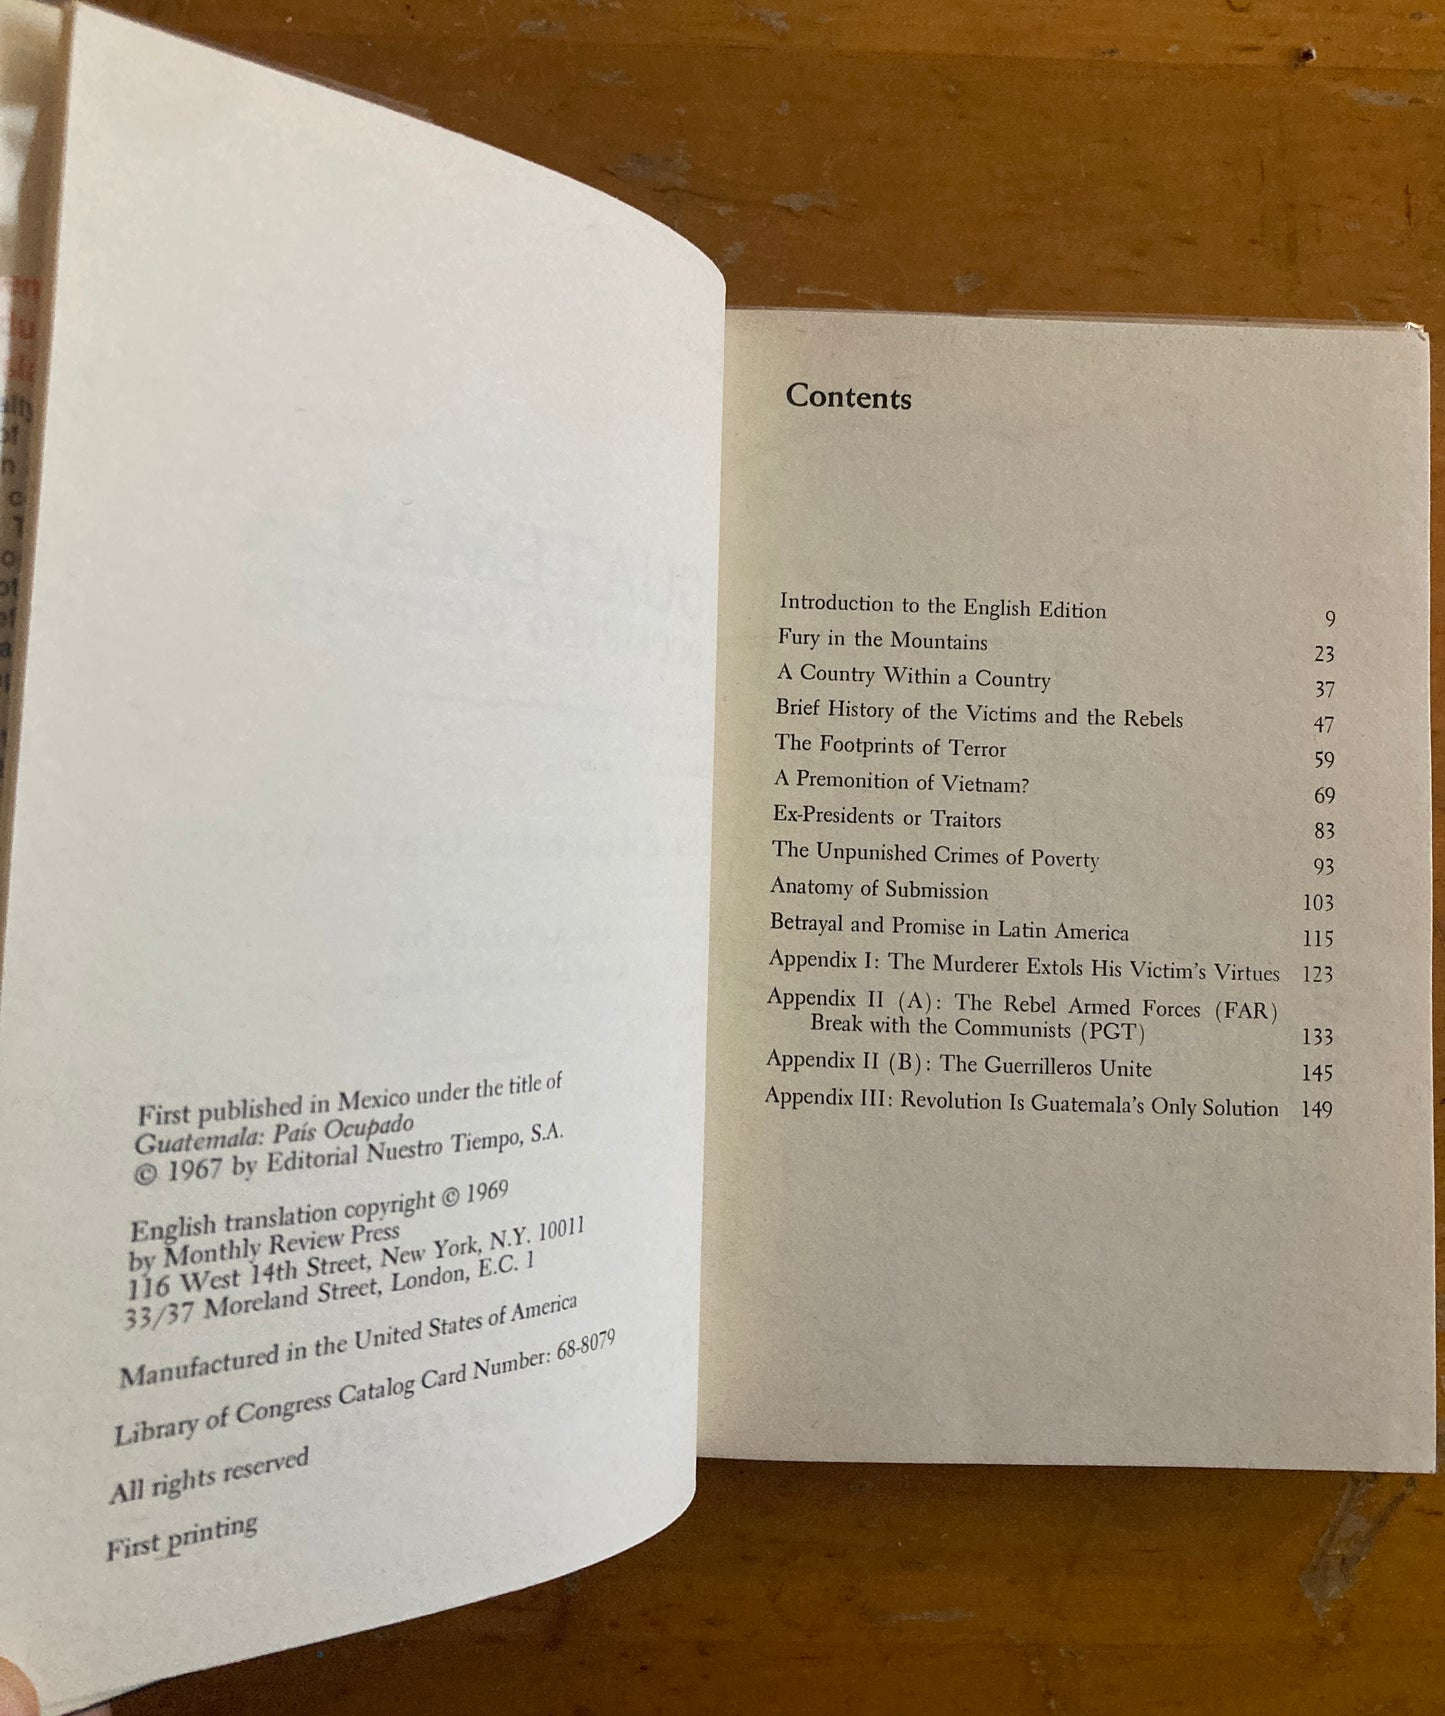 First published in Mexico under the title of
Guatemala: País Ocupado
© 1967 by Editorial Nuestro Tiempo, S.A.
English translation copyright © 1969
by Monthly Review Press
116 West 14th Street, New York, N.Y. 10011
33/37 Moreland Street, London, E.C. 1
Manufactured in the United States of America
Library of Congress Catalog Card Number: 68-8079
All rights reserved
First printing
Contents
Introduction to the English Edition 9
Fury in the Mountains 23
A Country Within a Country 37
Brief History of the Victims and the Rebels 47
The Footprints of Terror 59
A Premonition of Vietnam? 69
Ex-Presidents or Traitors 83
The Unpunished Crimes of Poverty 93
Anatomy of Submission 103
Betrayal and Promise in Latin America 115
Appendix I: The Murderer Extols His Victim's Virtues 123
Appendix II (A): The Rebel Armed Forces (FAR)
Break with the Communists (PGT) 133
Appendix II (B): The Guerrilleros Unite 145
Appendix III: Revolution Is Guatemala's Only Solution 149